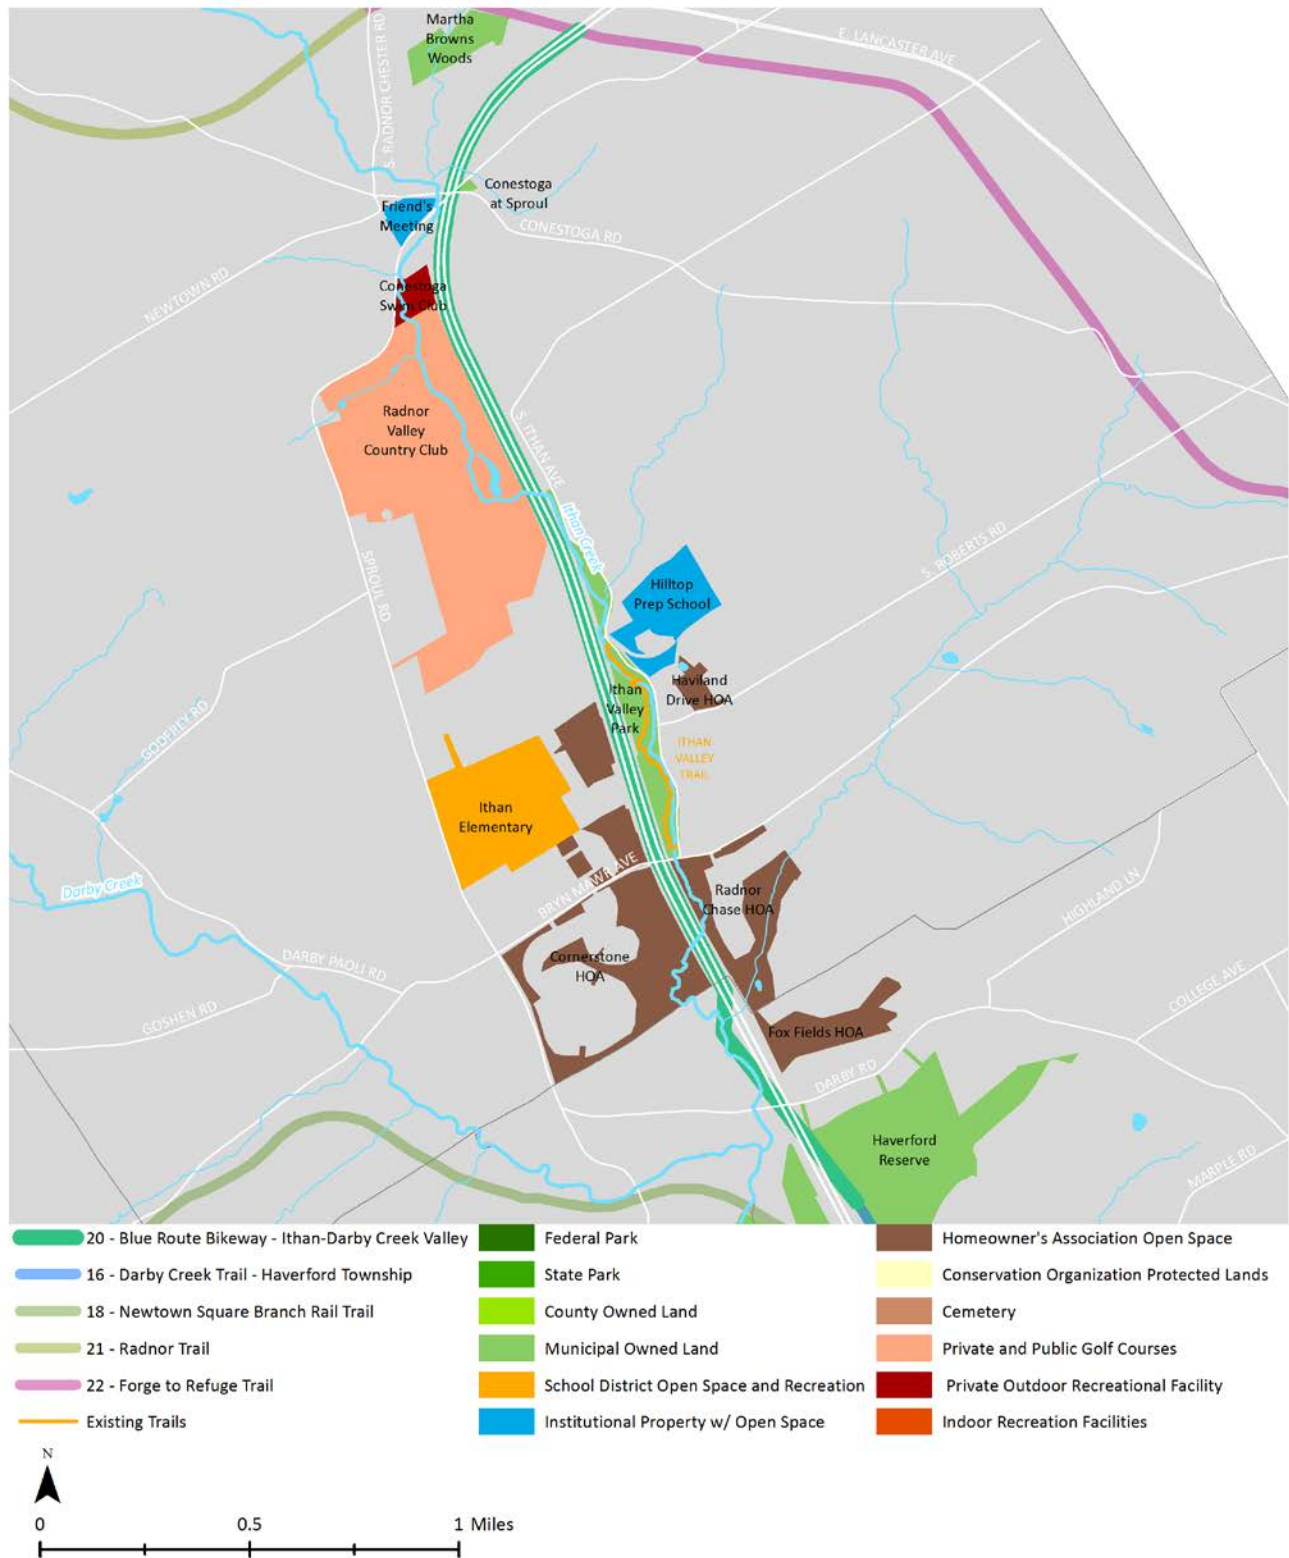 Martha
Browns
Woods
S. RADNOR CHESTER RD
E. LANCASTER AVE
Conestoga
at Sproul
Friend's
Meeting
CONESTOGA RD
NEWTOWN RD
Conestoga
Swim Club
Radnor
Valley
Country Club
S. ITHAN AVE
Ithan Creek
S. ROBERTS RD
SPROUL RD
Hilltop
Prep School
Haviland
Drive HOA
Ithan
Valley
Park
ITHAN
VALLEY
TRAIL
GODFREY RD
Ithan
Elementary
BRYN MAWR AVE
Darby Creek
Radnor
Chase HOA
HIGHLAND LN
DARBY PAOLI RD
Cornerstone
HOA
COLLEGE AVE
GOSHEN RD
Fox Fields HOA
DARBY RD
Haverford
Reserve
MARPLE RD
20 - Blue Route Bikeway - Ithan-Darby Creek Valley
16 - Darby Creek Trail - Haverford Township
18 - Newtown Square Branch Rail Trail
21 - Radnor Trail
22 - Forge to Refuge Trail
Existing Trails
Federal Park
State Park
County Owned Land
Municipal Owned Land
School District Open Space and Recreation
Institutional Property w/ Open Space
Homeowner's Association Open Space
Conservation Organization Protected Lands
Cemetery
Private and Public Golf Courses
Private Outdoor Recreational Facility
Indoor Recreation Facilities
N
0 0.5 1 Miles